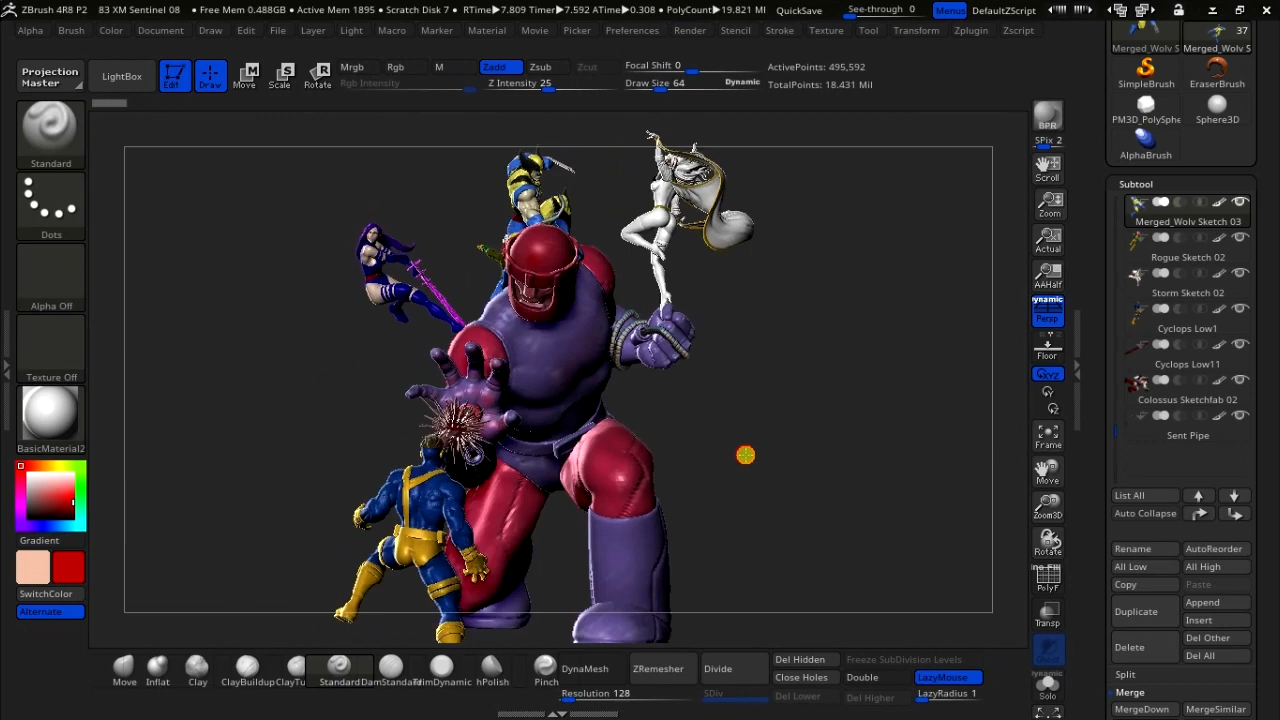 ZBrush 4R8 P2 83 XM Sentinel 08 • Free Mem 0.488GB • Active Mem 1895 • Scratch Disk 7 • RTime▶7.809 Timer▶7.592 ATime▶0.308 • PolyCount▶19.821 MI QuickSave See-through 0 Menus DefaultZScript
Alpha Brush Color Document Draw Edit File Layer Light Macro Marker Material Movie Picker Preferences Render Stencil Stroke Texture Tool Transform Zplugin Zscript
Projection Master
LightBox
Edit
Draw
Move
Scale
Rotate
Mrgb Rgb M
Rgb Intensity
Zadd Zsub Zcut
Z Intensity 25
Focal Shift 0
Draw Size 64 Dynamic
ActivePoints: 495,592
TotalPoints: 18.431 Mil
Standard
Dots
Alpha Off
Texture Off
BasicMaterial2
Gradient
SwitchColor
Alternate
BPR
SPix 2
Scroll
Zoom
Actual
AAHalf
Persp
Floor
XYZ
Y
Z
Frame
Move
Zoom3D
Rotate
PolyF
Transp
Ghost
Solo
37
Merged_Wolv S Merged_Wolv S
SimpleBrush EraserBrush
PM3D_PolySphe Sphere3D
AlphaBrush
Subtool
Merged_Wolv Sketch 03
Rogue Sketch 02
Storm Sketch 02
Cyclops Low1
Cyclops Low11
Colossus Sketchfab 02
Sent Pipe
List All
Auto Collapse
Rename AutoReorder
All Low All High
Copy Paste
Duplicate Append
Insert
Delete Del Other
Del All
Split
Merge
MergeDown MergeSimilar
Move Inflat Clay ClayBuildup ClayTu Standard DamStandard TrimDynamic hPolish Pinch
DynaMesh
Resolution 128
ZRemesher
Divide
SDiv
Del Hidden
Close Holes
Del Lower
Freeze SubDivision Levels
Double
Del Higher
LazyMouse
LazyRadius 1